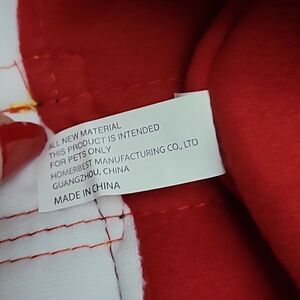 ALL NEW MATERIAL
THIS PRODUCT IS INTENDED
FOR PETS ONLY
HOMERBEST MANUFACTURING CO., LTD
GUANGZHOU, CHINA
MADE IN CHINA